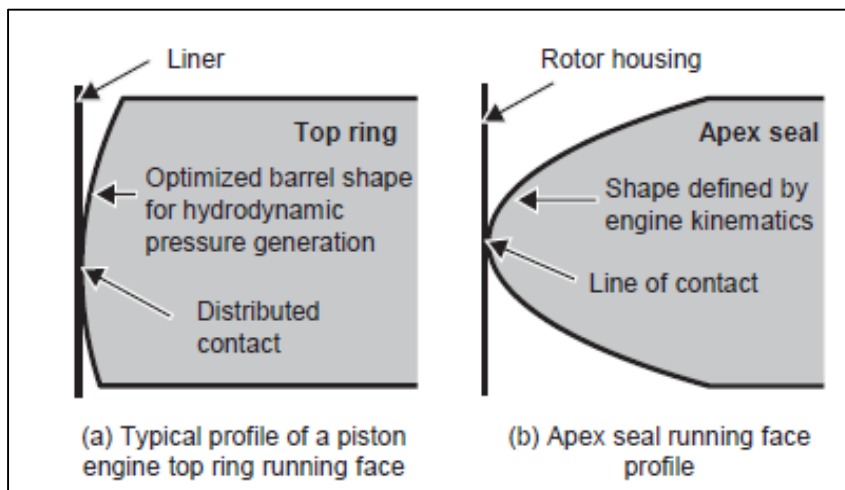 Liner
Top ring
Optimized barrel shape
for hydrodynamic
pressure generation
Distributed
contact
(a) Typical profile of a piston
engine top ring running face
Rotor housing
Apex seal
Shape defined by
engine kinematics
Line of contact
(b) Apex seal running face
profile